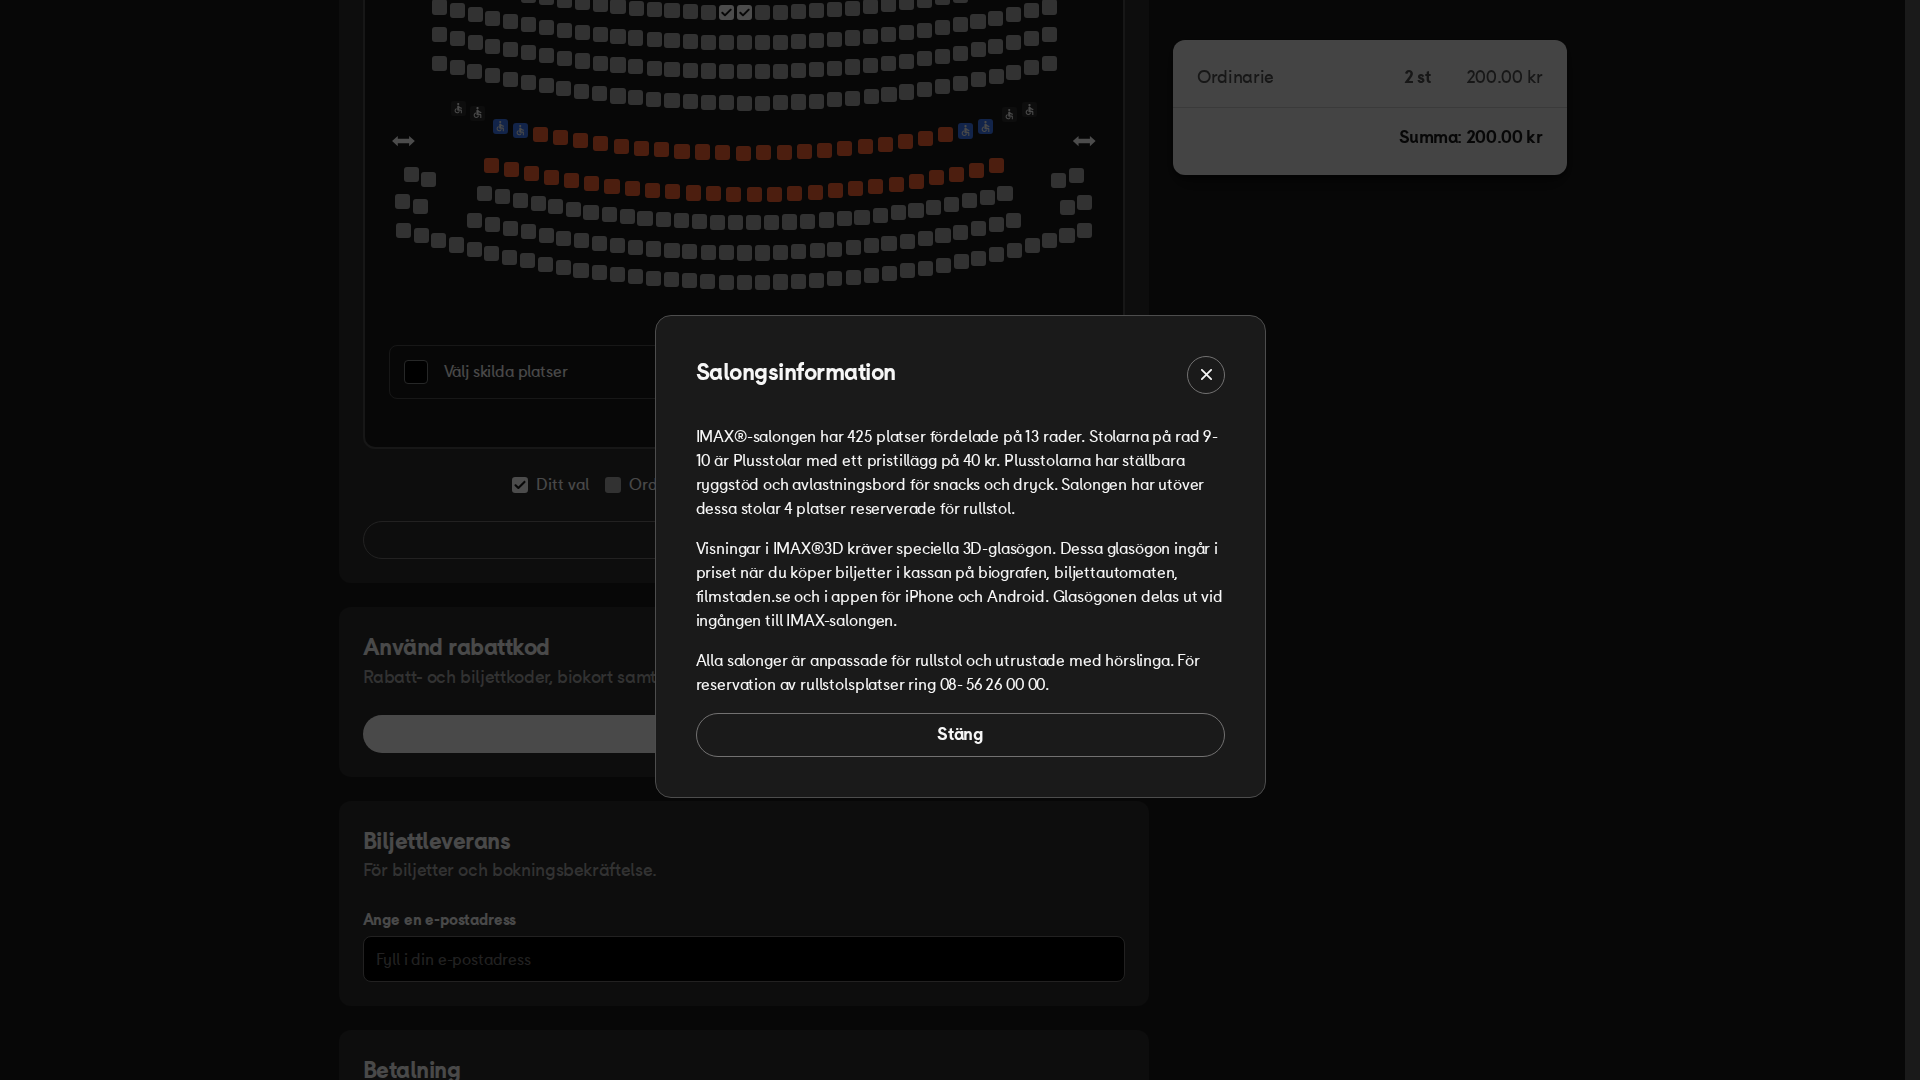 Ordinarie 2 st 200.00 kr
Summa: 200.00 kr
Välj skilda platser
Ditt val
Använd rabattkod
Rabatt- och biljettkoder, biokort samt
Biljettleverans
För biljetter och bokningsbekräftelse.
Ange en e-postadress
Fyll i din e-postadress
Betalning
Salongsinformation
IMAX®-salongen har 425 platser fördelade på 13 rader. Stolarna på rad 9-
10 är Plusstolar med ett pristillägg på 40 kr. Plusstolarna har ställbara
ryggstöd och avlastningsbord för snacks och dryck. Salongen har utöver
dessa stolar 4 platser reserverade för rullstol.
Visningar i IMAX®3D kräver speciella 3D-glasögon. Dessa glasögon ingår i
priset när du köper biljetter i kassan på biografen, biljettautomaten,
filmstaden.se och i appen för iPhone och Android. Glasögonen delas ut vid
ingången till IMAX-salongen.
Alla salonger är anpassade för rullstol och utrustade med hörslinga. För
reservation av rullstolsplatser ring 08- 56 26 00 00.
Stäng